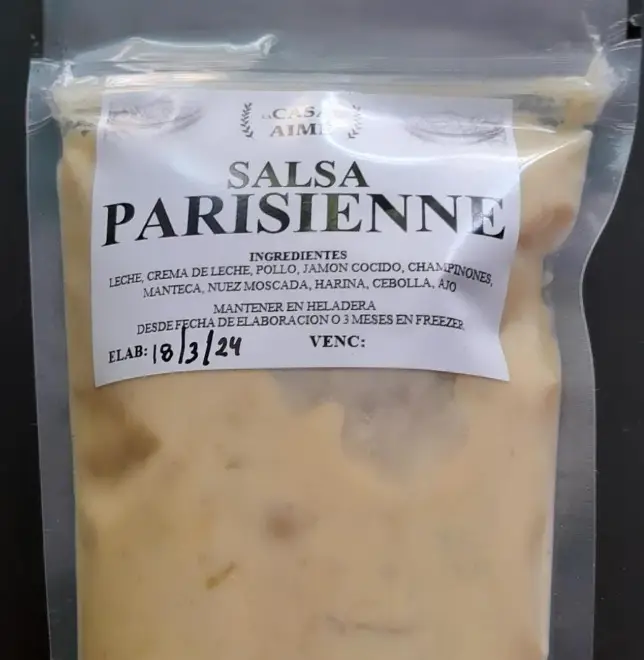 CASA
AIME
SALSA
PARISIENNE
INGREDIENTES
LECHE, CREMA DE LECHE, POLLO, JAMON COCIDO, CHAMPINONES,
MANTECA, NUEZ MOSCADA, HARINA, CEBOLLA, AJO
MANTENER EN HELADERA
DESDE FECHA DE ELABORACION O 3 MESES EN FREEZER
ELAB: 18/3/24 VENC: